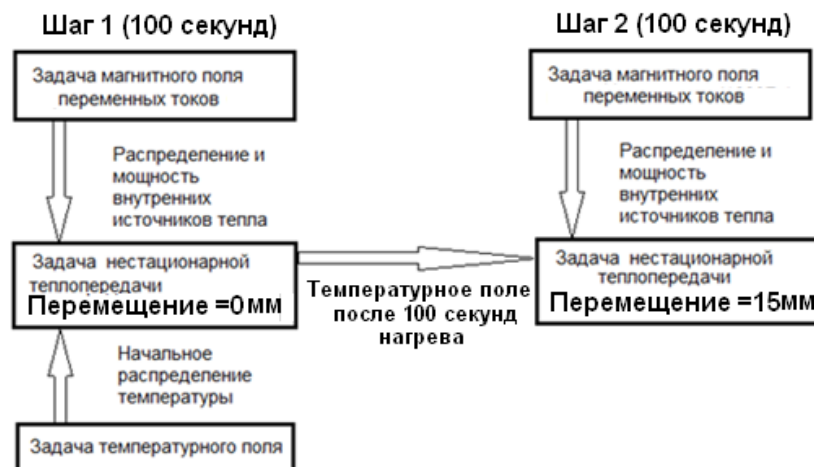 Шаг 1 (100 секунд)
Задача магнитного поля
переменных токов
Распределение и
мощность
внутренних
источников тепла
Задача нестационарной
теплопередачи
Перемещение =0мм
Начальное
распределение
температуры
Задача температурного поля
Температурное поле
после 100 секунд
нагрева
Шаг 2 (100 секунд)
Задача магнитного поля
переменных токов
Распределение и
мощность
внутренних
источников тепла
Задача нестационарной
теплопередачи
Перемещение =15мм